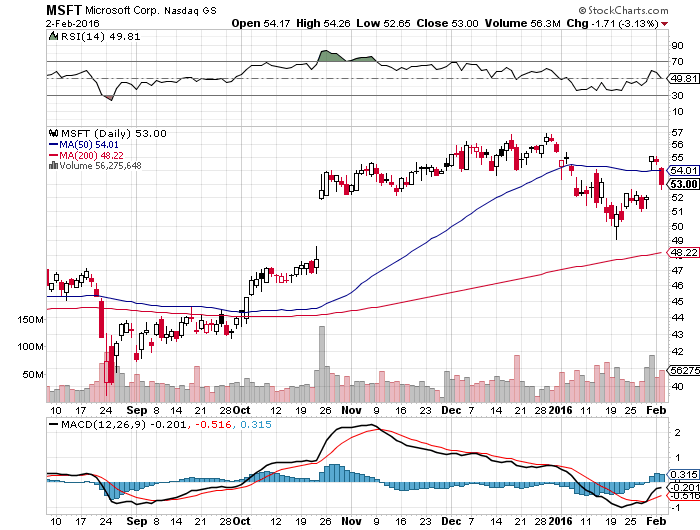 MSFT Microsoft Corp. Nasdaq GS © StockCharts.com
2-Feb-2016 Open 54.17 High 54.26 Low 52.65 Close 53.00 Volume 56.3M Chg -1.71 (-3.13%)
RSI(14) 49.81
90
70
49.81
30
10
MSFT (Daily) 53.00
MA(50) 54.01
MA(200) 48.22
Volume 56,275,648
57
56
55
54.01
53.00
52
51
50
49
48.22
47
46
45
44
43
42
41
40
150M
100M
50M
56275
10 17 24 Sep 8 14 21 28 Oct 12 19 26 Nov 9 16 23 Dec 7 14 21 28 2016 11 19 25 Feb
MACD(12,26,9) -0.201, -0.516, 0.315
2
1
0.315
-0.201
-0.516
-1
10 17 24 Sep 8 14 21 28 Oct 12 19 26 Nov 9 16 23 Dec 7 14 21 28 2016 11 19 25 Feb